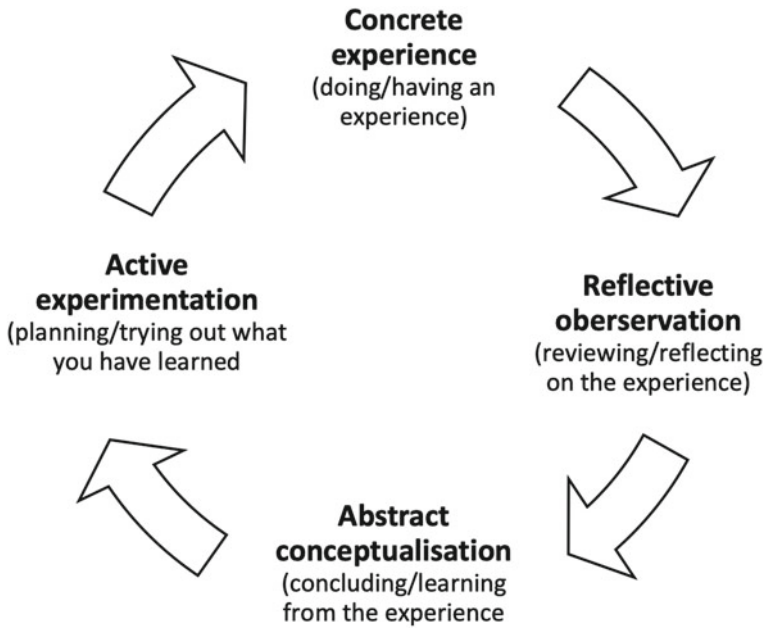 Concrete
experience
(doing/having an
experience)
Reflective
oberservation
(reviewing/reflecting
on the experience)
Abstract
conceptualisation
(concluding/learning
from the experience
Active
experimentation
(planning/trying out what
you have learned